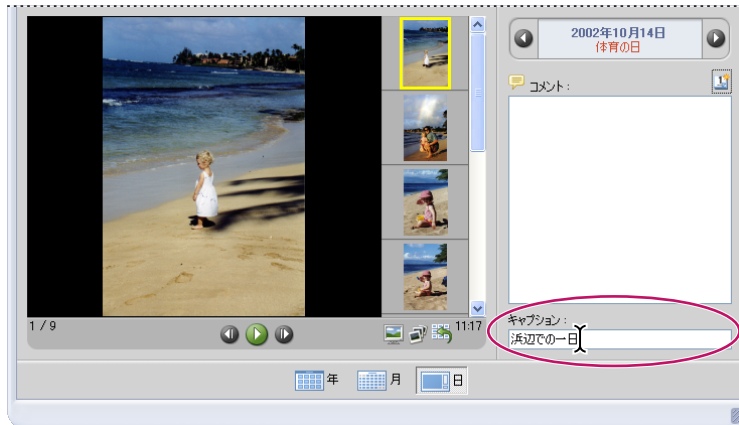 2002年10月14日
体育の日
コメント :
1 / 9
11:17
キャプション :
浜辺での一日
年
月
日